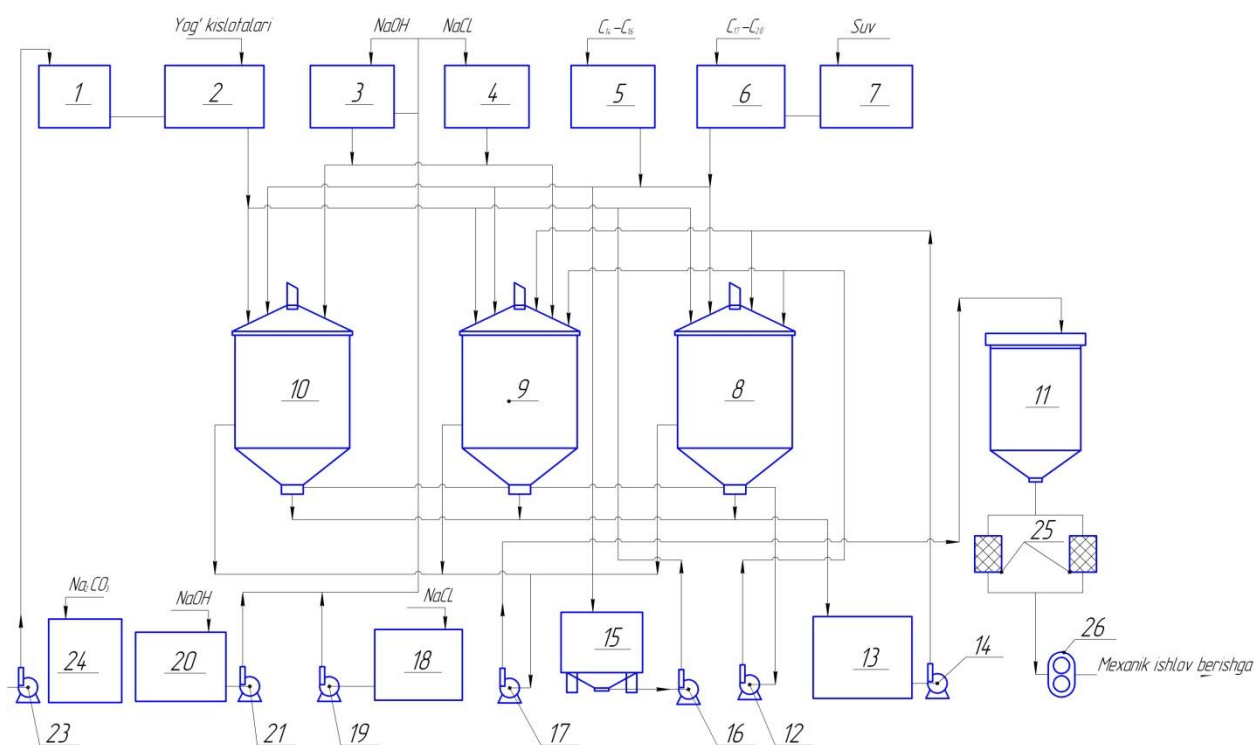 Yog' kislotalari
NaOH
NaCL
C₁₄-C₁₆
C₁₇-C₂₀
Suv
1
2
3
4
5
6
7
10
9
8
11
25
Na₂CO₃
NaOH
NaCL
24
20
18
15
13
14
26
Mexanik ishlov berishga
23
21
19
17
16
12